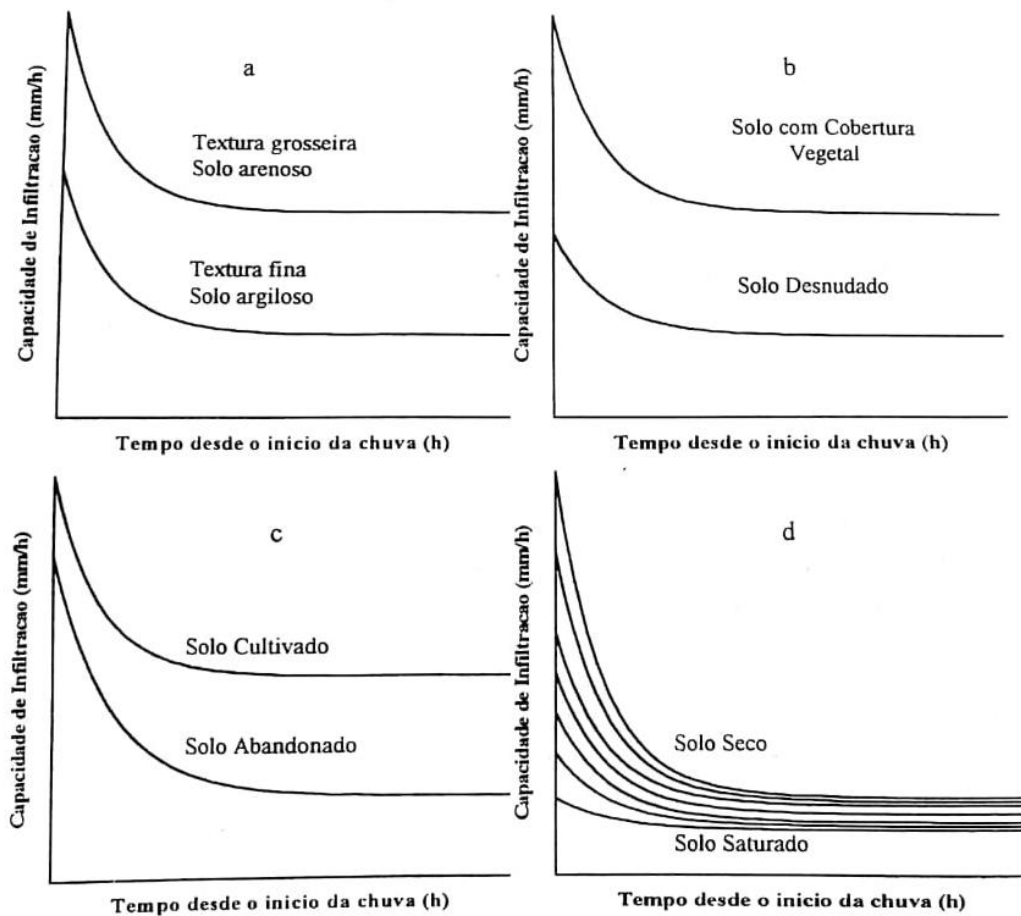 a
Capacidade de Infiltracao (mm/h)
Textura grosseira
Solo arenoso
Textura fina
Solo argiloso
Tempo desde o inicio da chuva (h)
b
Capacidade de Infiltracao (mm/h)
Solo com Cobertura
Vegetal
Solo Desnudado
Tempo desde o inicio da chuva (h)
c
Capacidade de Infiltracao (mm/h)
Solo Cultivado
Solo Abandonado
Tempo desde o inicio da chuva (h)
d
Capacidade de Infiltracao (mm/h)
Solo Seco
Solo Saturado
Tempo desde o inicio da chuva (h)